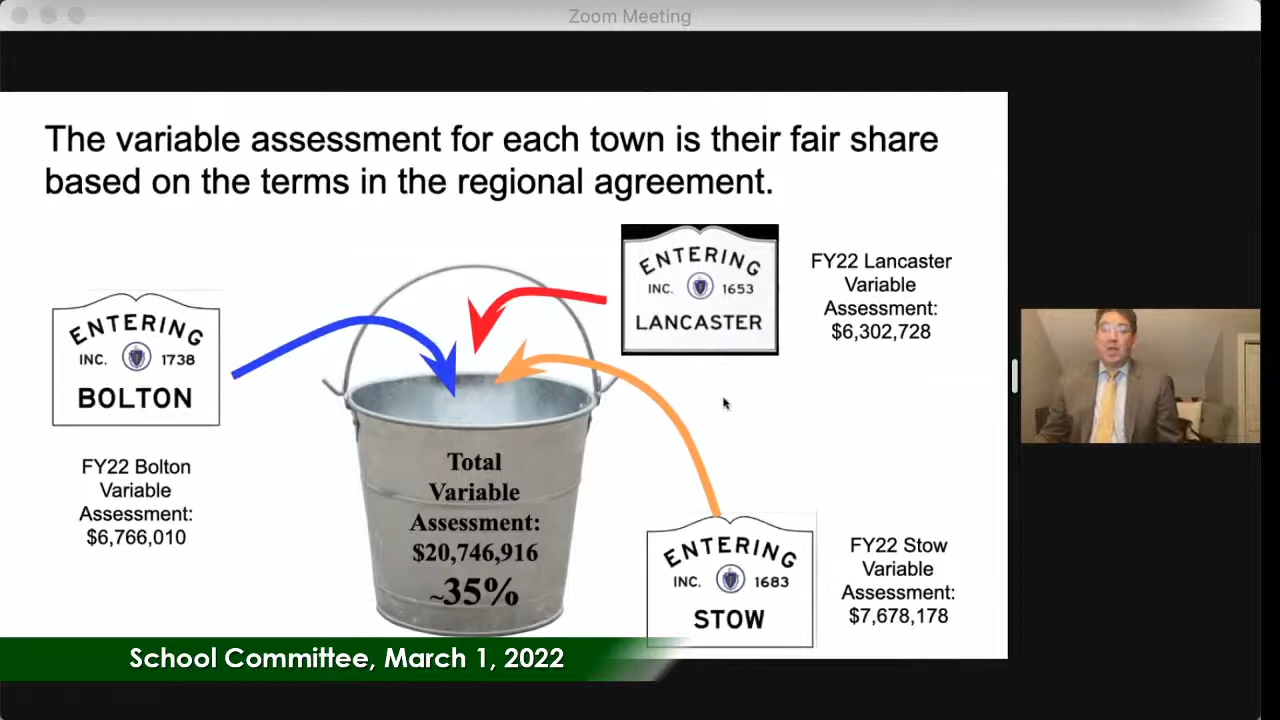 Zoom Meeting
The variable assessment for each town is their fair share
based on the terms in the regional agreement.
ENTERING
INC. 1738
BOLTON
FY22 Bolton
Variable
Assessment:
$6,766,010
Total
Variable
Assessment:
$20,746,916
~35%
ENTERING
INC. 1653
LANCASTER
FY22 Lancaster
Variable
Assessment:
$6,302,728
ENTERING
INC. 1683
STOW
FY22 Stow
Variable
Assessment:
$7,678,178
School Committee, March 1, 2022